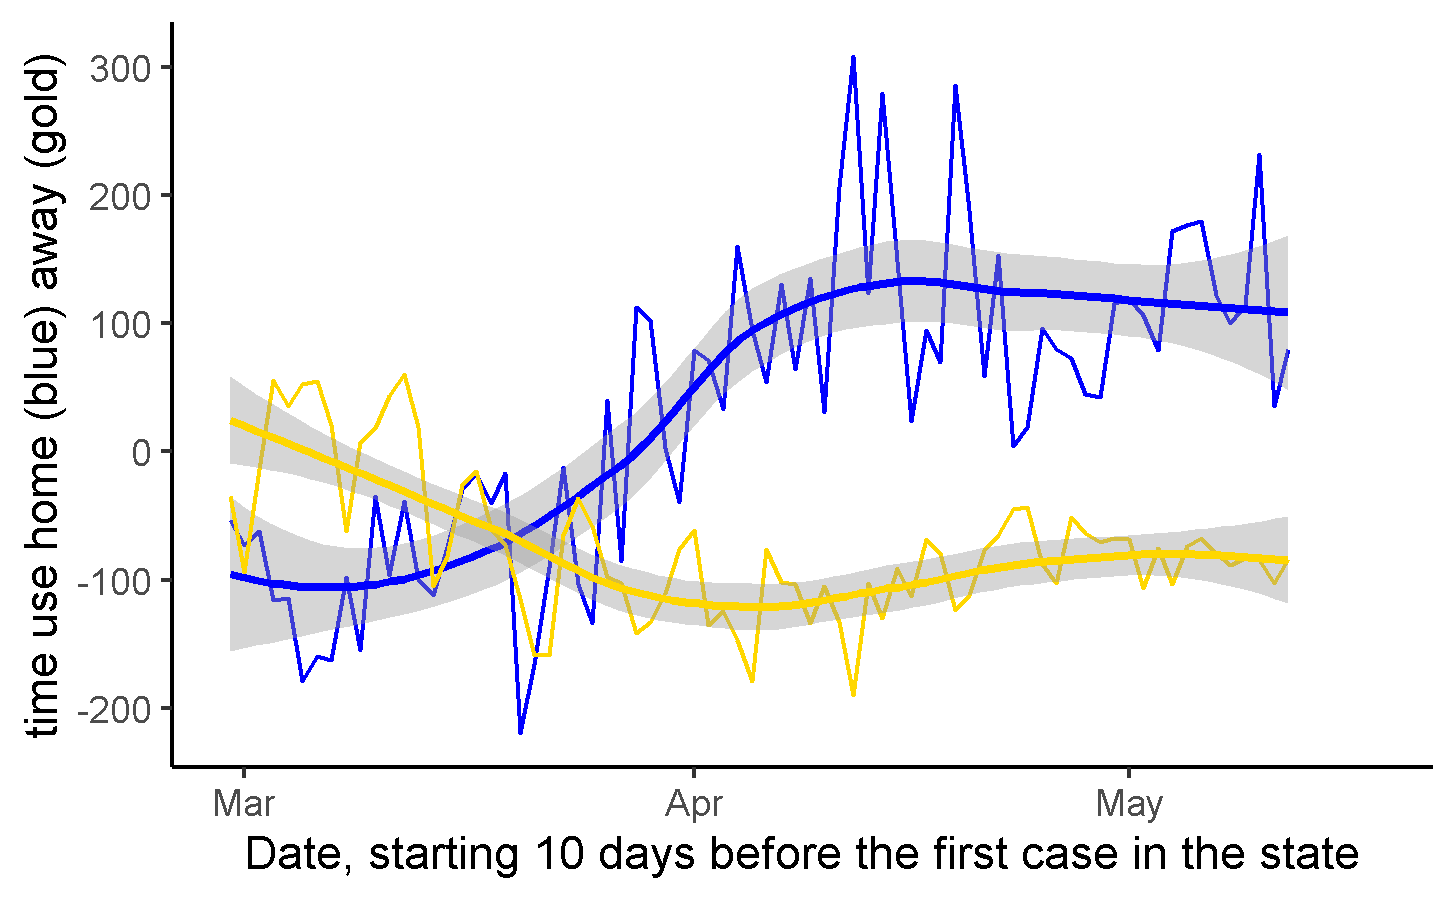 time use home (blue) away (gold)
300
200
100
0
-100
-200
Mar
Apr
May
Date, starting 10 days before the first case in the state